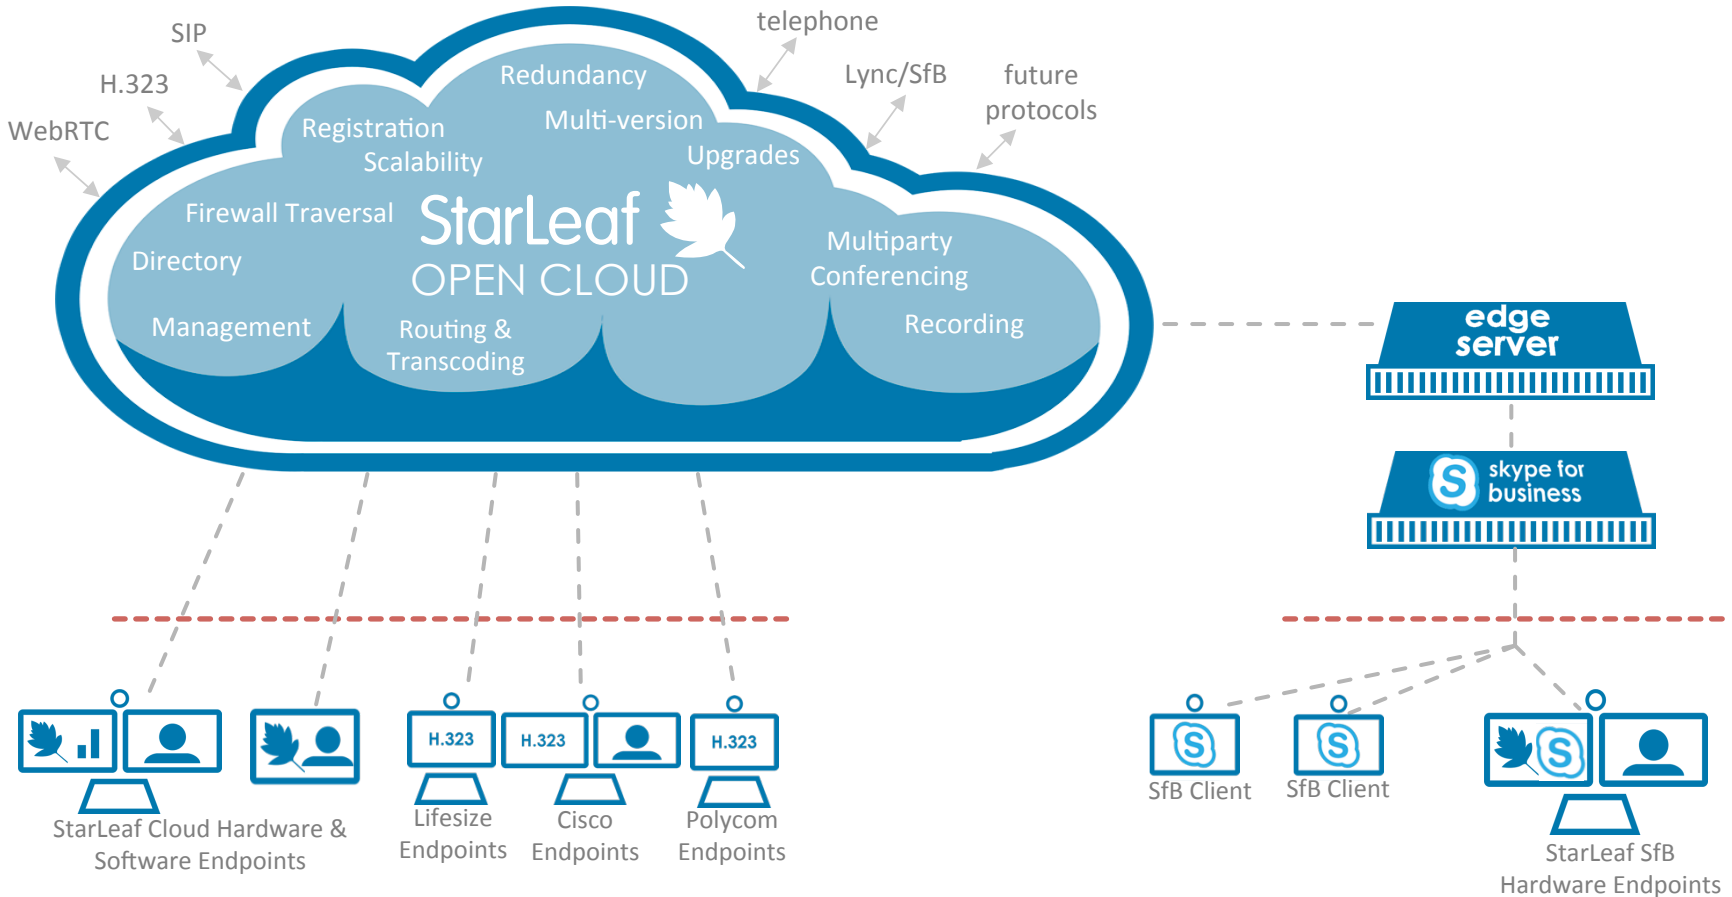 SIP
telephone
H.323
Lync/SfB
future
protocols
WebRTC
Redundancy
Registration
Multi-version
Scalability
Upgrades
Firewall Traversal
StarLeaf
OPEN CLOUD
Directory
Multiparty
Conferencing
Management
Routing &
Transcoding
Recording
edge
server
S skype for
business
H.323
H.323
H.323
S
S
S
StarLeaf Cloud Hardware &
Software Endpoints
Lifesize
Endpoints
Cisco
Endpoints
Polycom
Endpoints
SfB Client
SfB Client
StarLeaf SfB
Hardware Endpoints